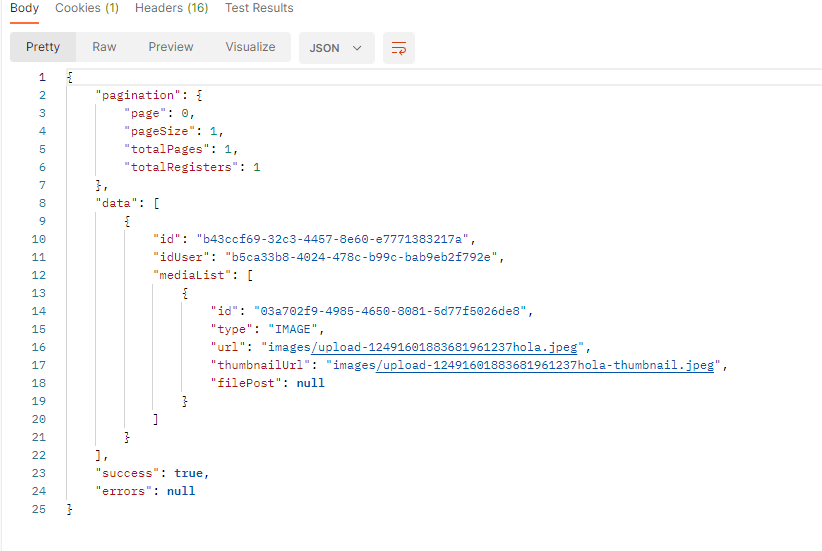 Body Cookies (1) Headers (16) Test Results
Pretty Raw Preview Visualize JSON
1 {
2 "pagination": {
3 "page": 0,
4 "pageSize": 1,
5 "totalPages": 1,
6 "totalRegisters": 1
7 },
8 "data": [
9 {
10 "id": "b43ccf69-32c3-4457-8e60-e7771383217a",
11 "idUser": "b5ca33b8-4024-478c-b99c-bab9eb2f792e",
12 "mediaList": [
13 {
14 "id": "03a702f9-4985-4650-8081-5d77f5026de8",
15 "type": "IMAGE",
16 "url": "images/upload-12491601883681961237hola.jpeg",
17 "thumbnailUrl": "images/upload-12491601883681961237hola-thumbnail.jpeg",
18 "filePost": null
19 }
20 ]
21 }
22 ],
23 "success": true,
24 "errors": null
25 }